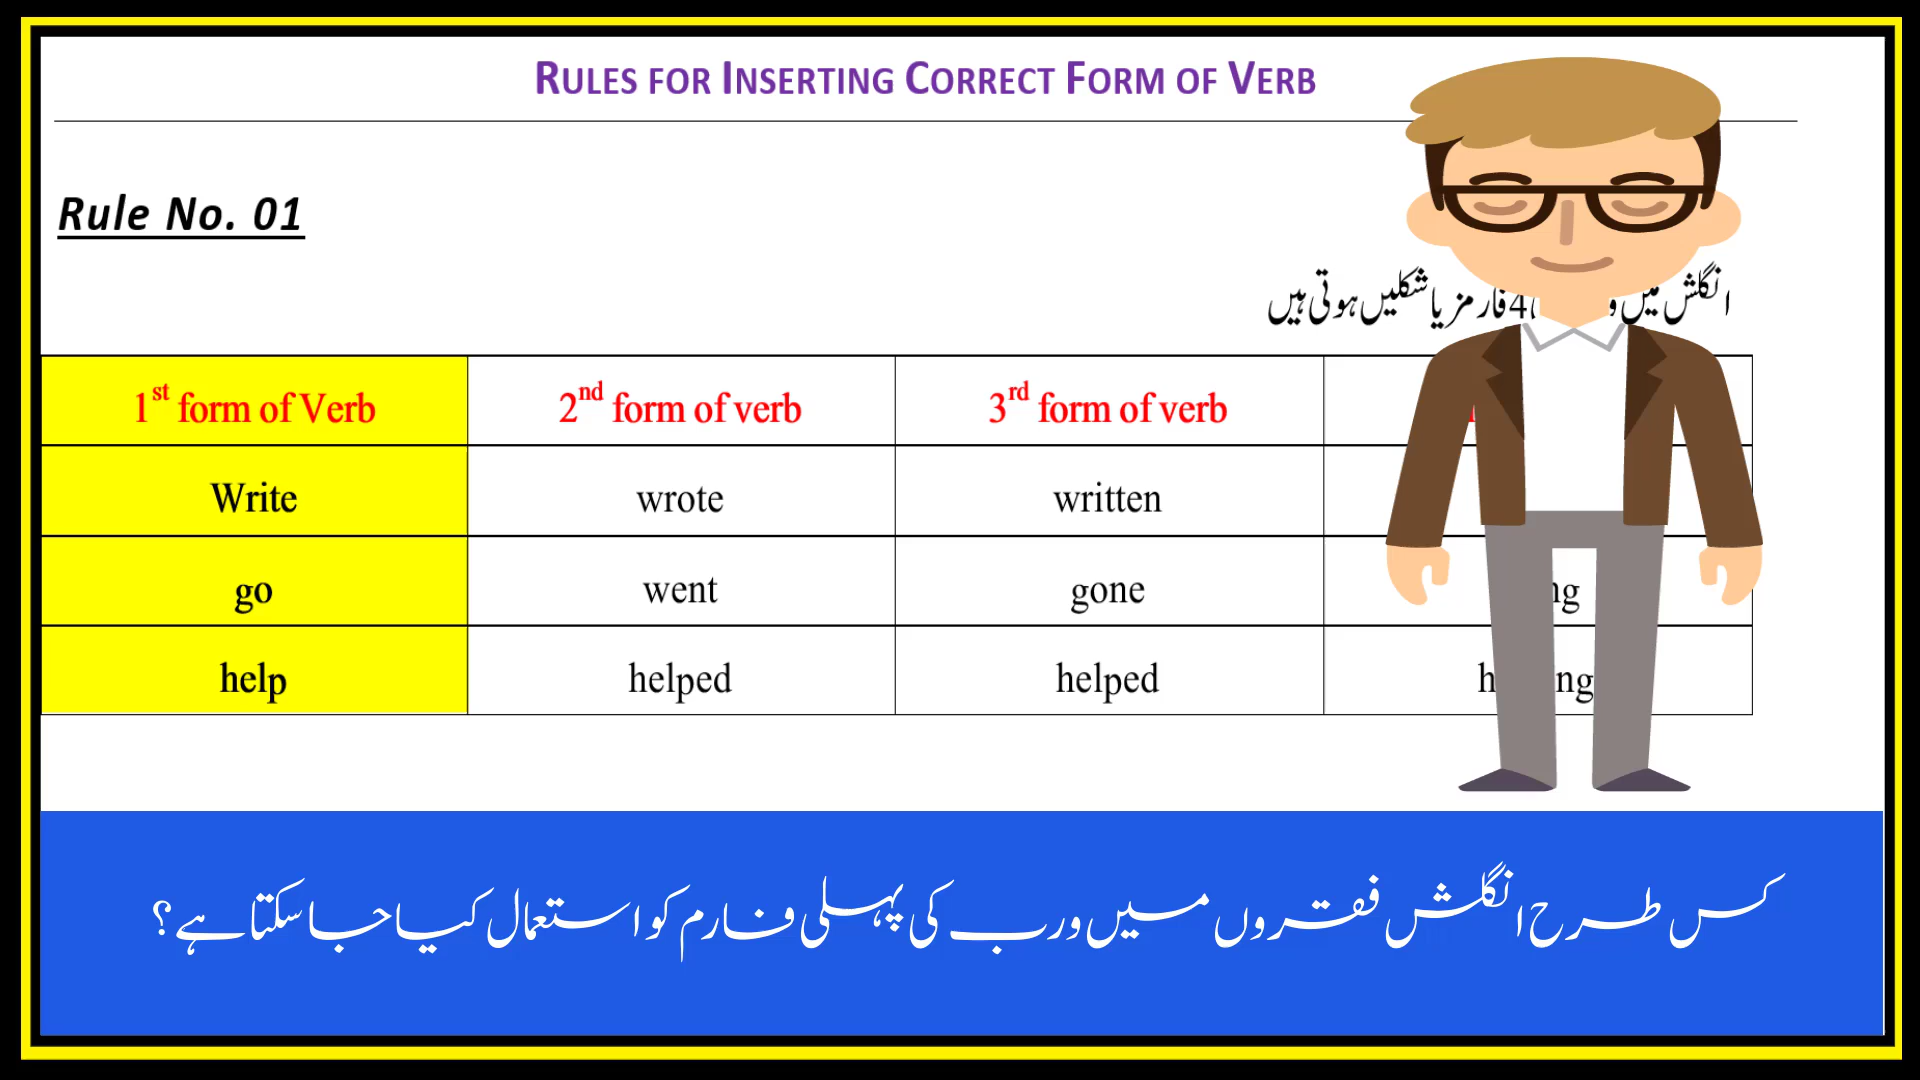 RULES FOR INSERTING CORRECT FORM OF VERB
Rule No. 01
انگلش میں 4 فارمز یا شکلیں ہوتی ہیں
1st form of Verb 2nd form of verb 3rd form of verb
Write wrote written
go went gone
help helped helped
کس طرح انگلش فقروں میں ورب کی پہلی فارم کو استعمال کیا جا سکتا ہے؟